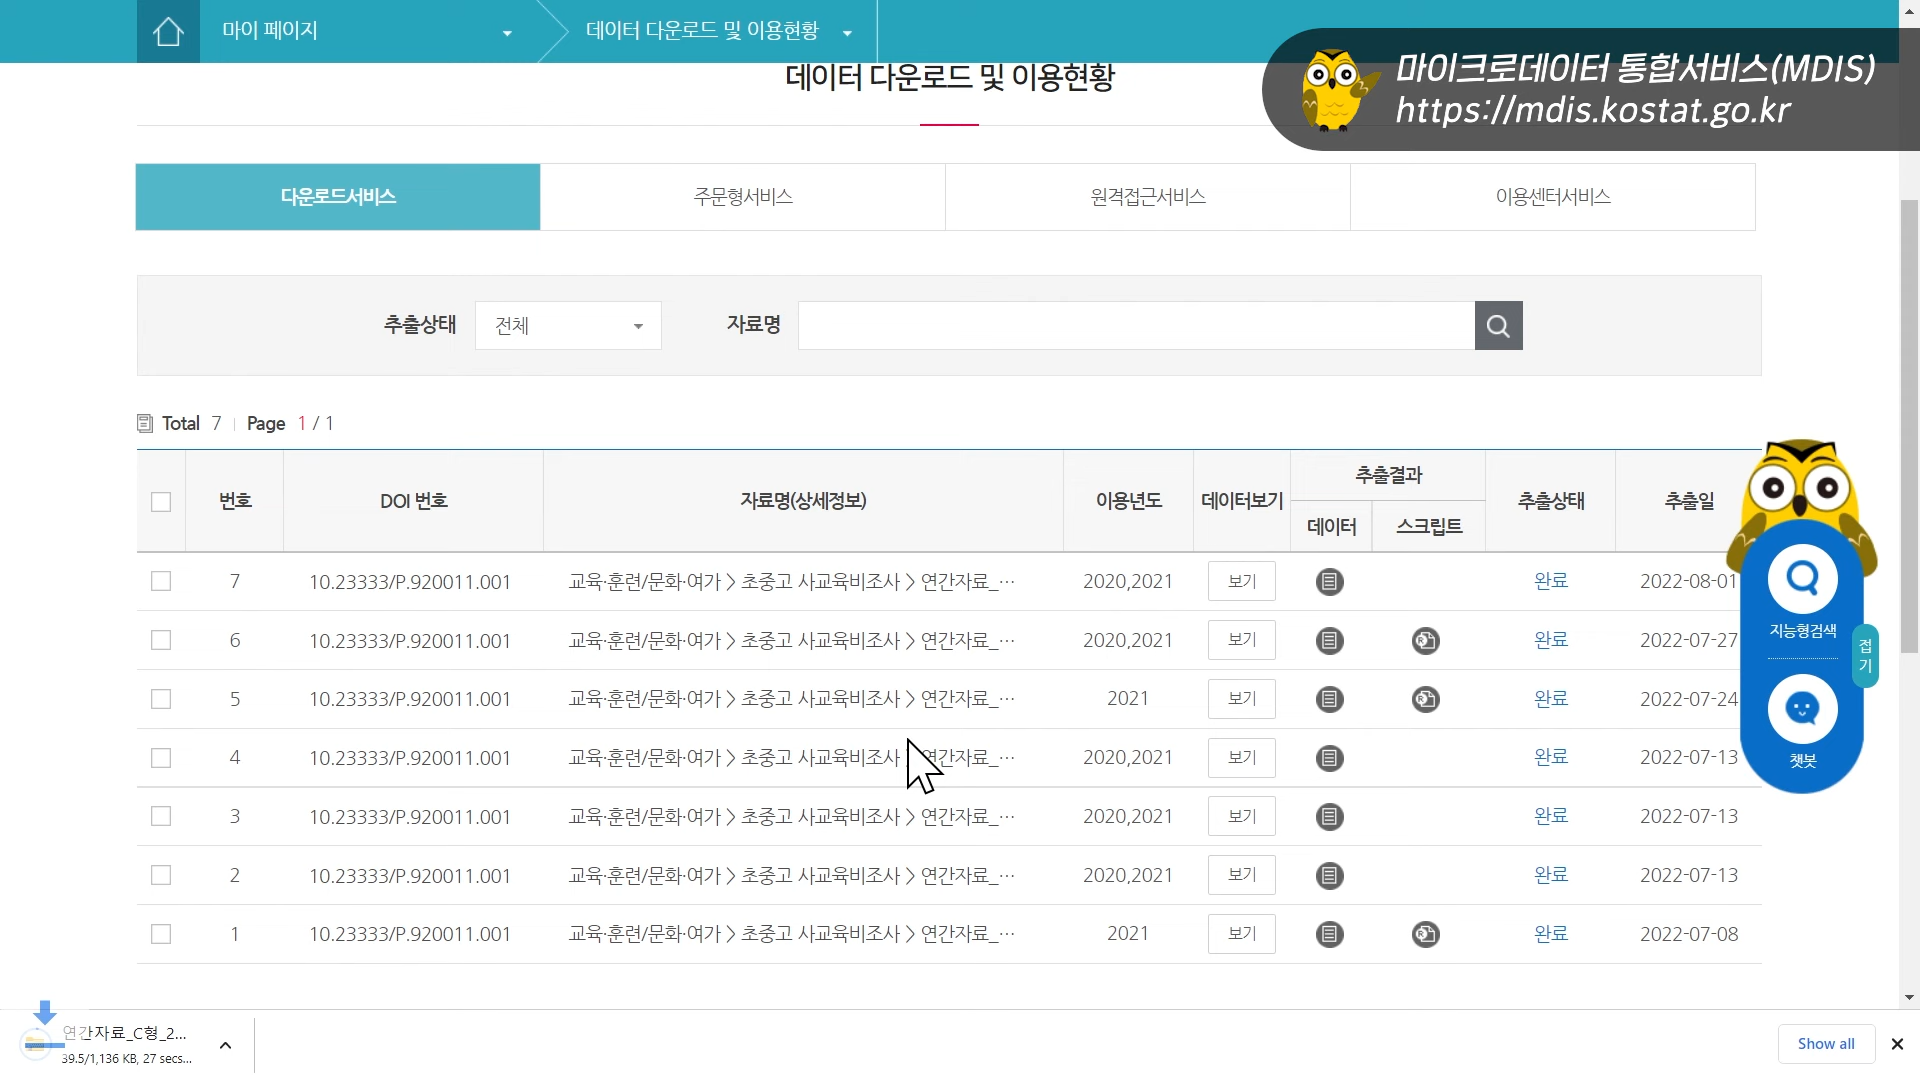 마이 페이지
데이터 다운로드 및 이용현황
데이터 다운로드 및 이용현황
마이크로데이터 통합서비스(MDIS)
https://mdis.kostat.go.kr
다운로드서비스 주문형서비스 원격접근서비스 이용센터서비스
추출상태 전체 자료명
Total 7 Page 1 / 1
번호 DOI 번호 자료명(상세정보) 이용년도 데이터보기 추출결과 추출상태 추출일
데이터 스크립트
7 10.23333/P.920011.001 교육·훈련/문화·여가 > 초중고 사교육비조사 > 연간자료_… 2020,2021 보기 완료 2022-08-01
6 10.23333/P.920011.001 교육·훈련/문화·여가 > 초중고 사교육비조사 > 연간자료_… 2020,2021 보기 완료 2022-07-27
5 10.23333/P.920011.001 교육·훈련/문화·여가 > 초중고 사교육비조사 > 연간자료_… 2021 보기 완료 2022-07-24
4 10.23333/P.920011.001 교육·훈련/문화·여가 > 초중고 사교육비조사 > 연간자료_… 2020,2021 보기 완료 2022-07-13
3 10.23333/P.920011.001 교육·훈련/문화·여가 > 초중고 사교육비조사 > 연간자료_… 2020,2021 보기 완료 2022-07-13
2 10.23333/P.920011.001 교육·훈련/문화·여가 > 초중고 사교육비조사 > 연간자료_… 2020,2021 보기 완료 2022-07-13
1 10.23333/P.920011.001 교육·훈련/문화·여가 > 초중고 사교육비조사 > 연간자료_… 2021 보기 완료 2022-07-08
지능형검색
접기
챗봇
연간자료_C형_2...
39.5/1,136 KB, 27 secs...
Show all